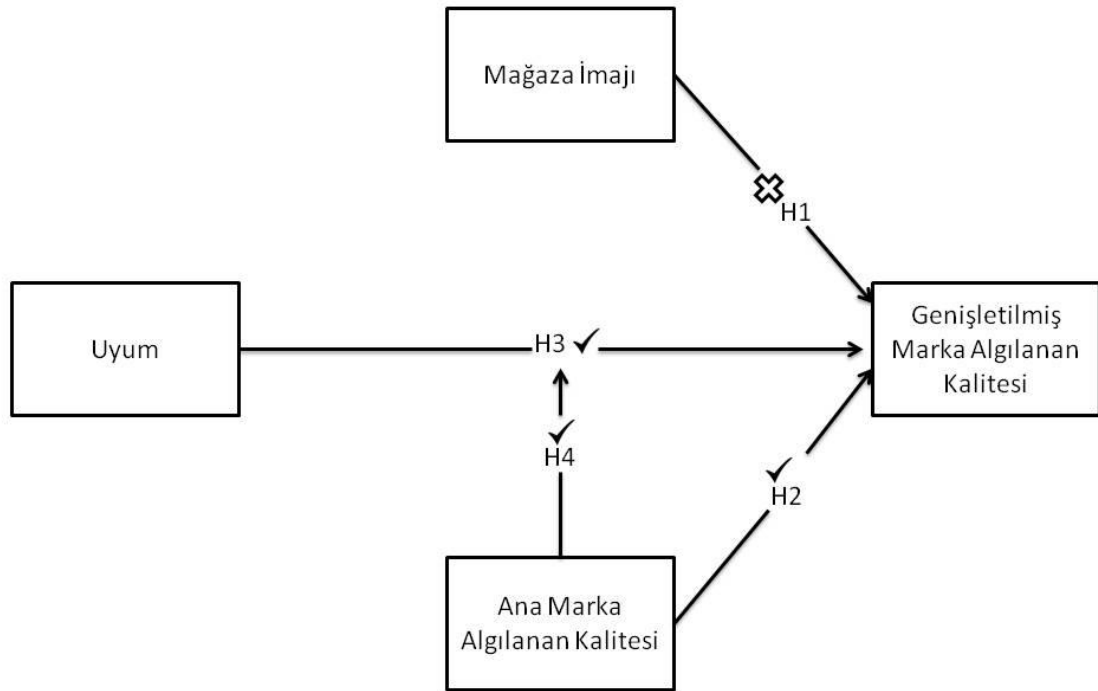 Mağaza İmajı
H1
Uyum
H3
Genişletilmiş
Marka Algılanan
Kalitesi
H4
H2
Ana Marka
Algılanan Kalitesi